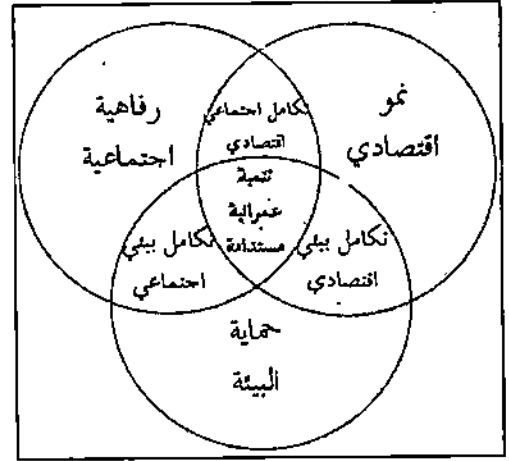 رفاهية
اجتماعية
نمو
اقتصادي
تكامل اجتماعي
اقتصادي
تنمية
عمرانية
مستدامة
تكامل بيئي
اجتماعي
تكامل بيئي
اقتصادي
حماية
البيئة